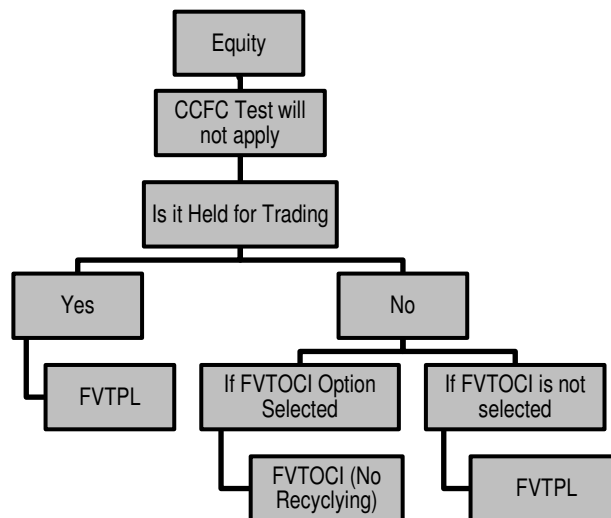 Equity
CCFC Test will
not apply
Is it Held for Trading
Yes
No
FVTPL
If FVTOCI Option
Selected
If FVTOCI is not
selected
FVTOCI (No
Recyclying)
FVTPL